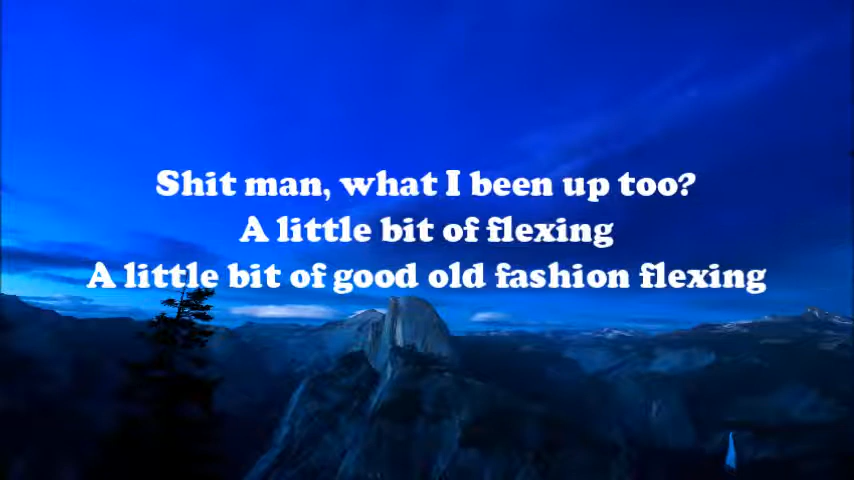 Shit man, what I been up too?
A little bit of flexing
A little bit of good old fashion flexing